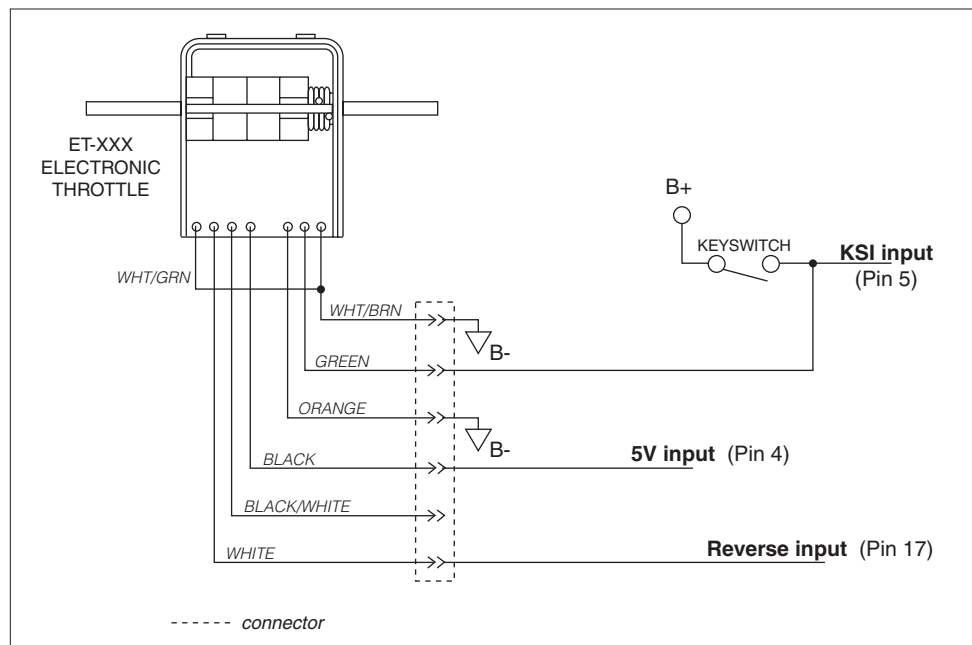 ET-XXX
ELECTRONIC
THROTTLE
B+
KEYSWITCH
KSI input
(Pin 5)
WHT/GRN
WHT/BRN
B-
GREEN
ORANGE
B-
BLACK
5V input (Pin 4)
BLACK/WHITE
WHITE
Reverse input (Pin 17)
connector